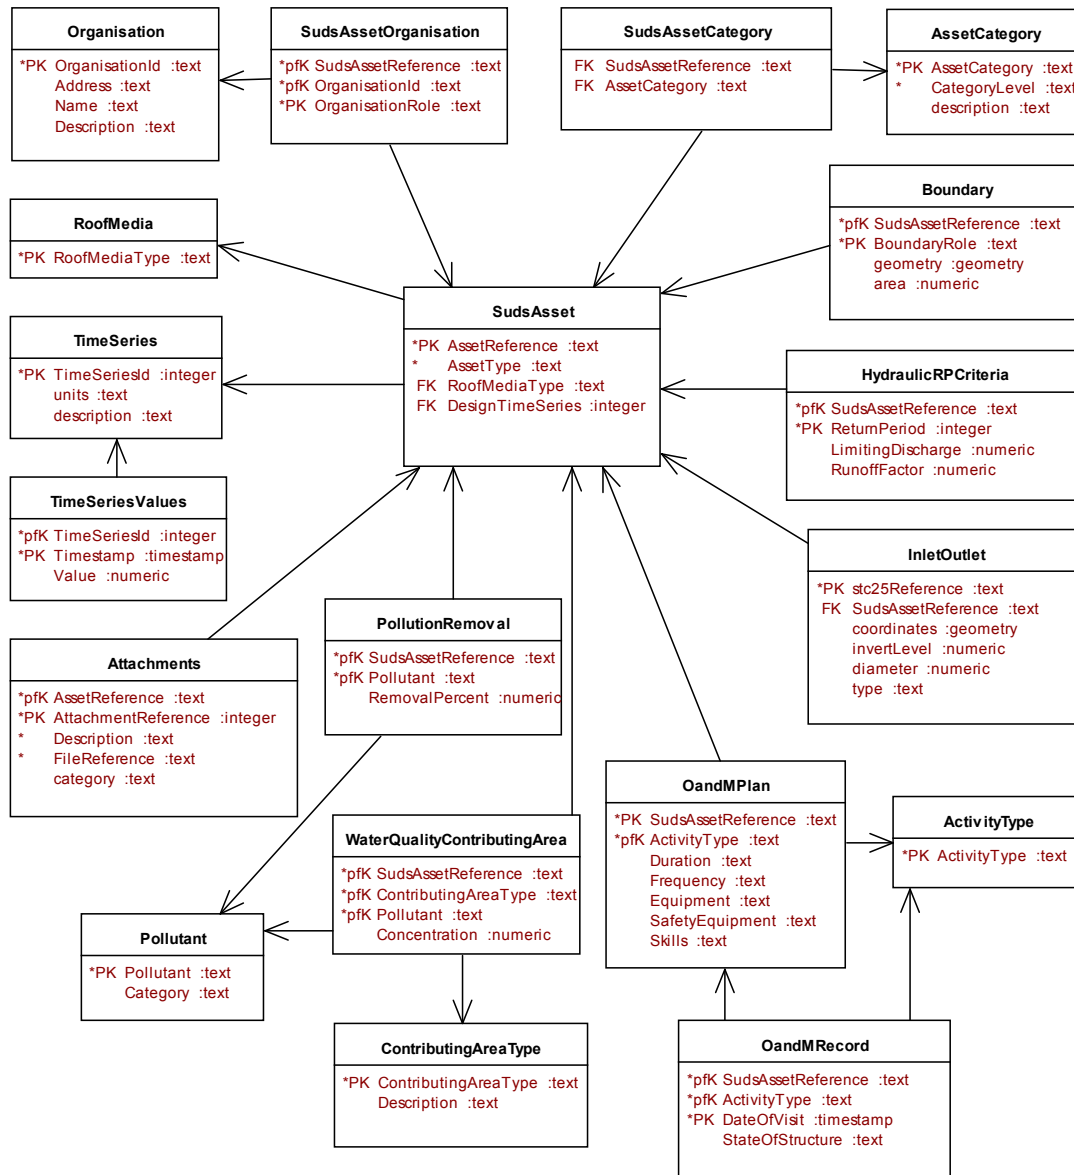 Organisation
*PK OrganisationId :text
Address :text
Name :text
Description :text
SudsAssetOrganisation
*pfK SudsAssetReference :text
*pfK OrganisationId :text
*PK OrganisationRole :text
SudsAssetCategory
FK SudsAssetReference :text
FK AssetCategory :text
AssetCategory
*PK AssetCategory :text
* CategoryLevel :text
description :text
RoofMedia
*PK RoofMediaType :text
Boundary
*pfK SudsAssetReference :text
*PK BoundaryRole :text
geometry :geometry
area :numeric
SudsAsset
*PK AssetReference :text
* AssetType :text
FK RoofMediaType :text
FK DesignTimeSeries :integer
TimeSeries
*PK TimeSeriesId :integer
units :text
description :text
HydraulicRPCriteria
*pfK SudsAssetReference :text
*PK ReturnPeriod :integer
LimitingDischarge :numeric
RunoffFactor :numeric
TimeSeriesValues
*pfK TimeSeriesId :integer
*PK Timestamp :timestamp
Value :numeric
InletOutlet
*PK stc25Reference :text
FK SudsAssetReference :text
coordinates :geometry
invertLevel :numeric
diameter :numeric
type :text
PollutionRemoval
*pfK SudsAssetReference :text
*pfK Pollutant :text
RemovalPercent :numeric
Attachments
*pfK AssetReference :text
*PK AttachmentReference :integer
* Description :text
* FileReference :text
category :text
OandMPlan
*PK SudsAssetReference :text
*pfK ActivityType :text
Duration :text
Frequency :text
Equipment :text
SafetyEquipment :text
Skills :text
ActivityType
*PK ActivityType :text
WaterQualityContributingArea
*pfK SudsAssetReference :text
*pfK ContributingAreaType :text
*pfK Pollutant :text
Concentration :numeric
Pollutant
*PK Pollutant :text
Category :text
ContributingAreaType
*PK ContributingAreaType :text
Description :text
OandMRecord
*pfK SudsAssetReference :text
*pfK ActivityType :text
*PK DateOfVisit :timestamp
StateOfStructure :text